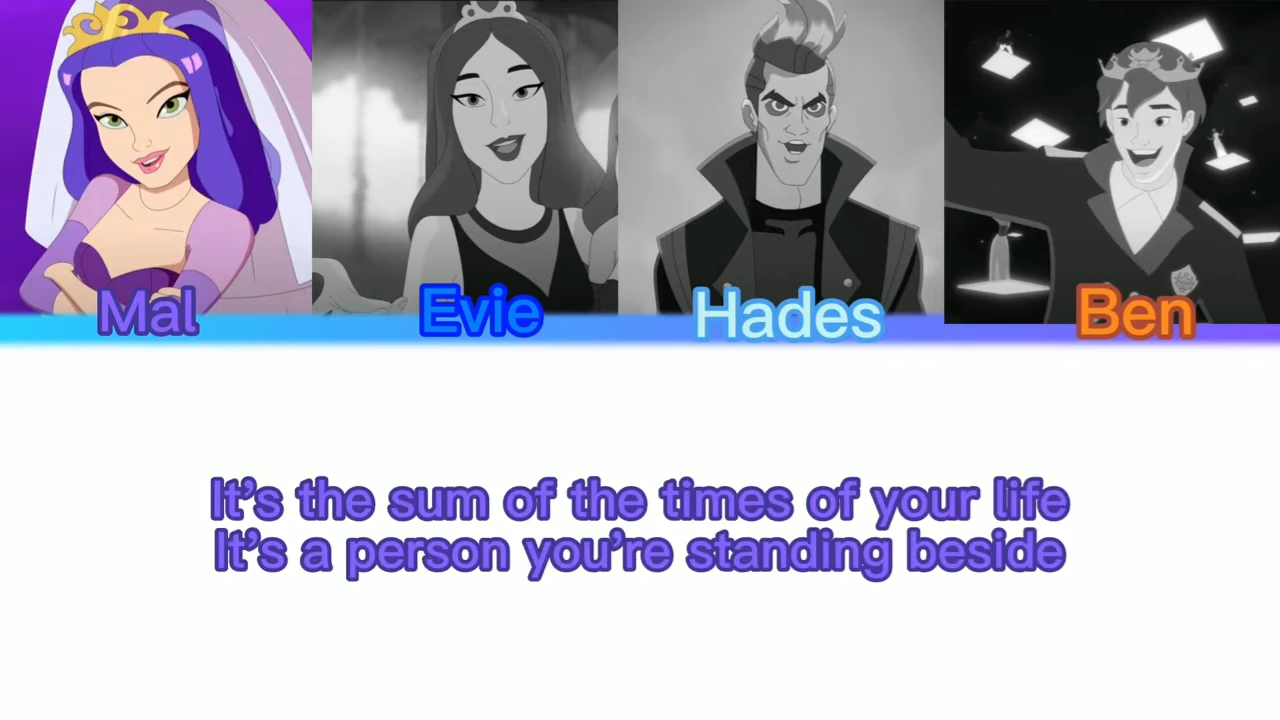 Mal
Evie
Hades
Ben
It’s the sum of the times of your life
It’s a person you’re standing beside